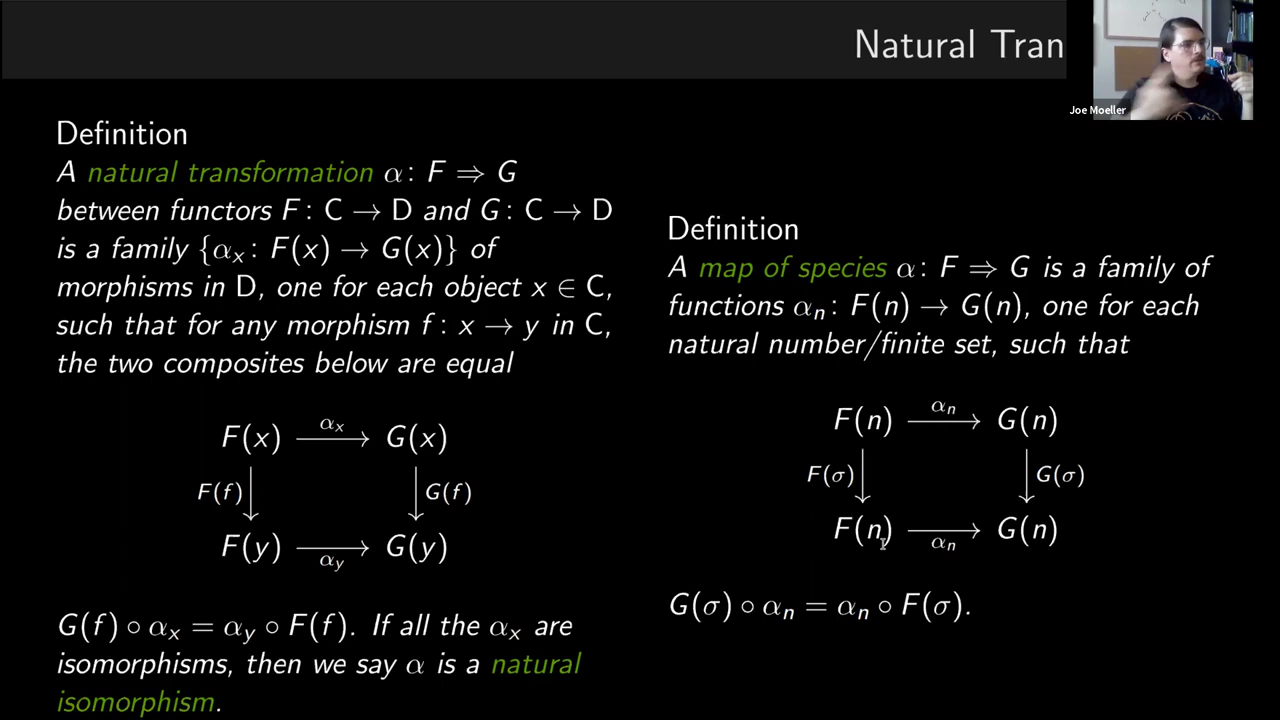 Natural Tran
Joe Moeller
Definition
A natural transformation α: F ⇒ G
between functors F: C → D and G: C → D
is a family {αₓ: F(x) → G(x)} of
morphisms in D, one for each object x ∈ C,
such that for any morphism f: x → y in C,
the two composites below are equal
F(x) αₓ G(x)
F(f) G(f)
F(y) α_y G(y)
G(f) ∘ αₓ = α_y ∘ F(f). If all the αₓ are
isomorphisms, then we say α is a natural
isomorphism.
Definition
A map of species α: F ⇒ G is a family of
functions αₙ: F(n) → G(n), one for each
natural number/finite set, such that
F(n) αₙ G(n)
F(σ) G(σ)
F(n) αₙ G(n)
G(σ) ∘ αₙ = αₙ ∘ F(σ).